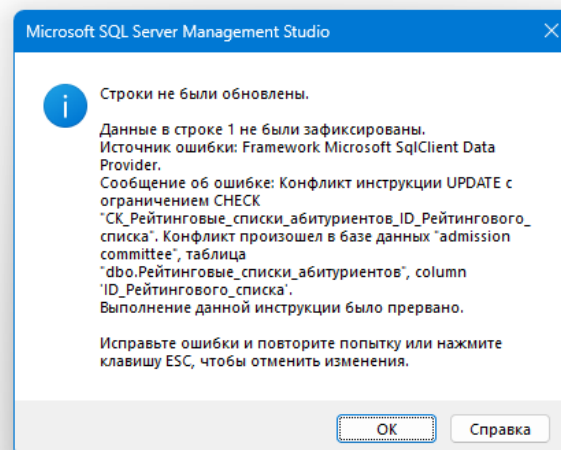 Microsoft SQL Server Management Studio
Строки не были обновлены.
Данные в строке 1 не были зафиксированы.
Источник ошибки: Framework Microsoft SqlClient Data
Provider.
Сообщение об ошибке: Конфликт инструкции UPDATE с
ограничением CHECK
"СК_Рейтинговые_списки_абитуриентов_ID_Рейтингового_
списка". Конфликт произошел в базе данных "admission
committee", таблица
"dbo.Рейтинговые_списки_абитуриентов", column
'ID_Рейтингового_списка'.
Выполнение данной инструкции было прервано.
Исправьте ошибки и повторите попытку или нажмите
клавишу ESC, чтобы отменить изменения.
ОК
Справка